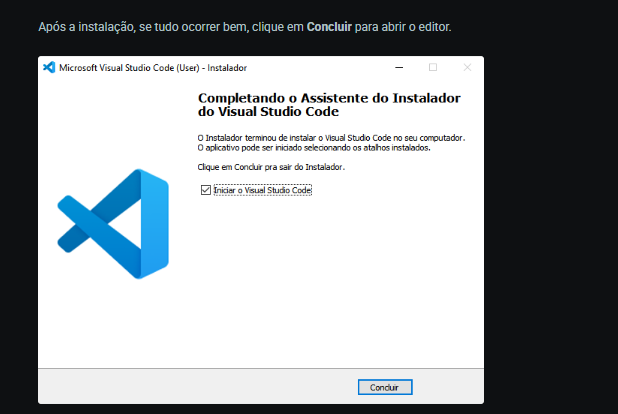 Após a instalação, se tudo ocorrer bem, clique em Concluir para abrir o editor.
Microsoft Visual Studio Code (User) - Instalador
Completando o Assistente do Instalador
do Visual Studio Code
O Instalador terminou de instalar o Visual Studio Code no seu computador.
O aplicativo pode ser iniciado selecionando os atalhos instalados.
Clique em Concluir pra sair do Instalador.
Iniciar o Visual Studio Code
Concluir